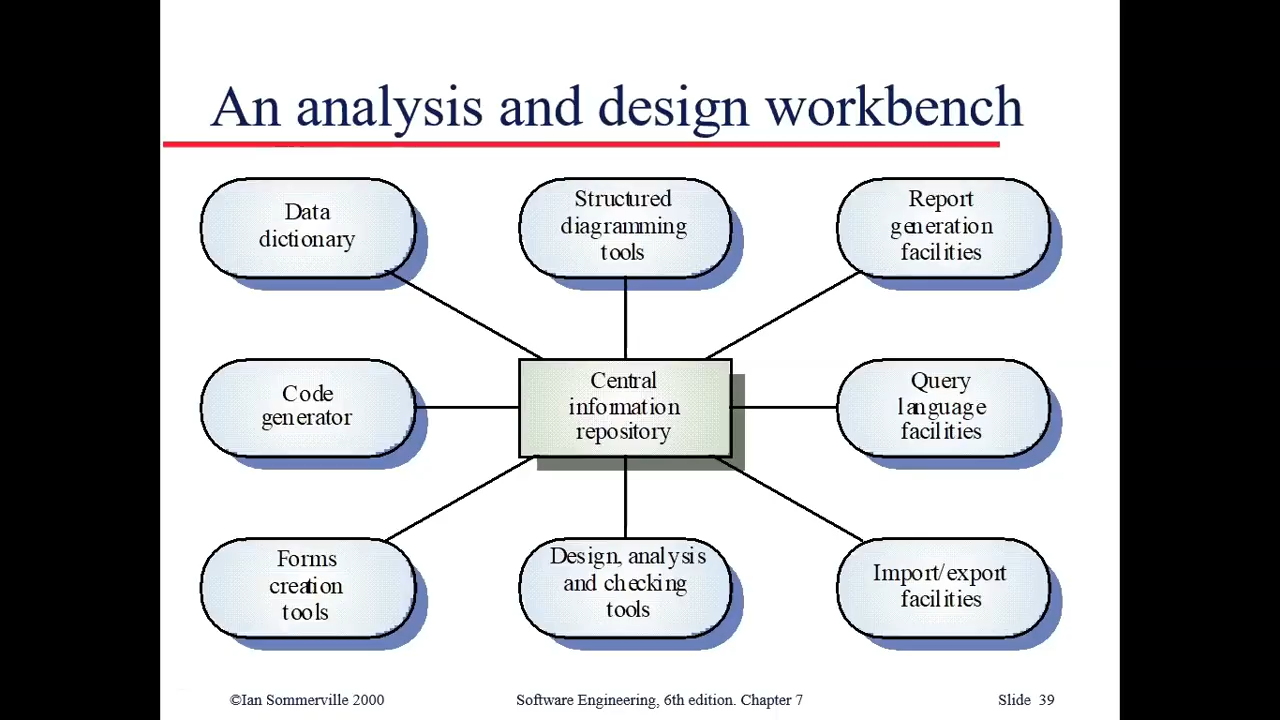 An analysis and design workbench
Data
dictionary
Structured
diagramming
tools
Report
generation
facilities
Code
generator
Central
information
repository
Query
language
facilities
Forms
creation
tools
Design, analysis
and checking
tools
Import/export
facilities
©Ian Sommerville 2000
Software Engineering, 6th edition. Chapter 7
Slide 39